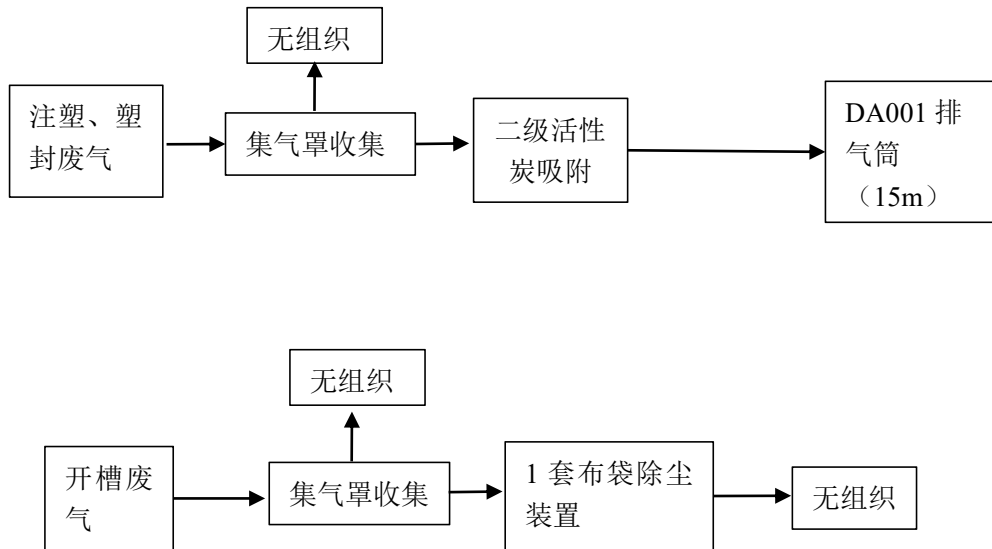 无组织
注塑、塑
封废气
集气罩收集
二级活性
炭吸附
DA001 排
气筒
（15m）
无组织
开槽废
气
集气罩收集
1 套布袋除尘
装置
无组织